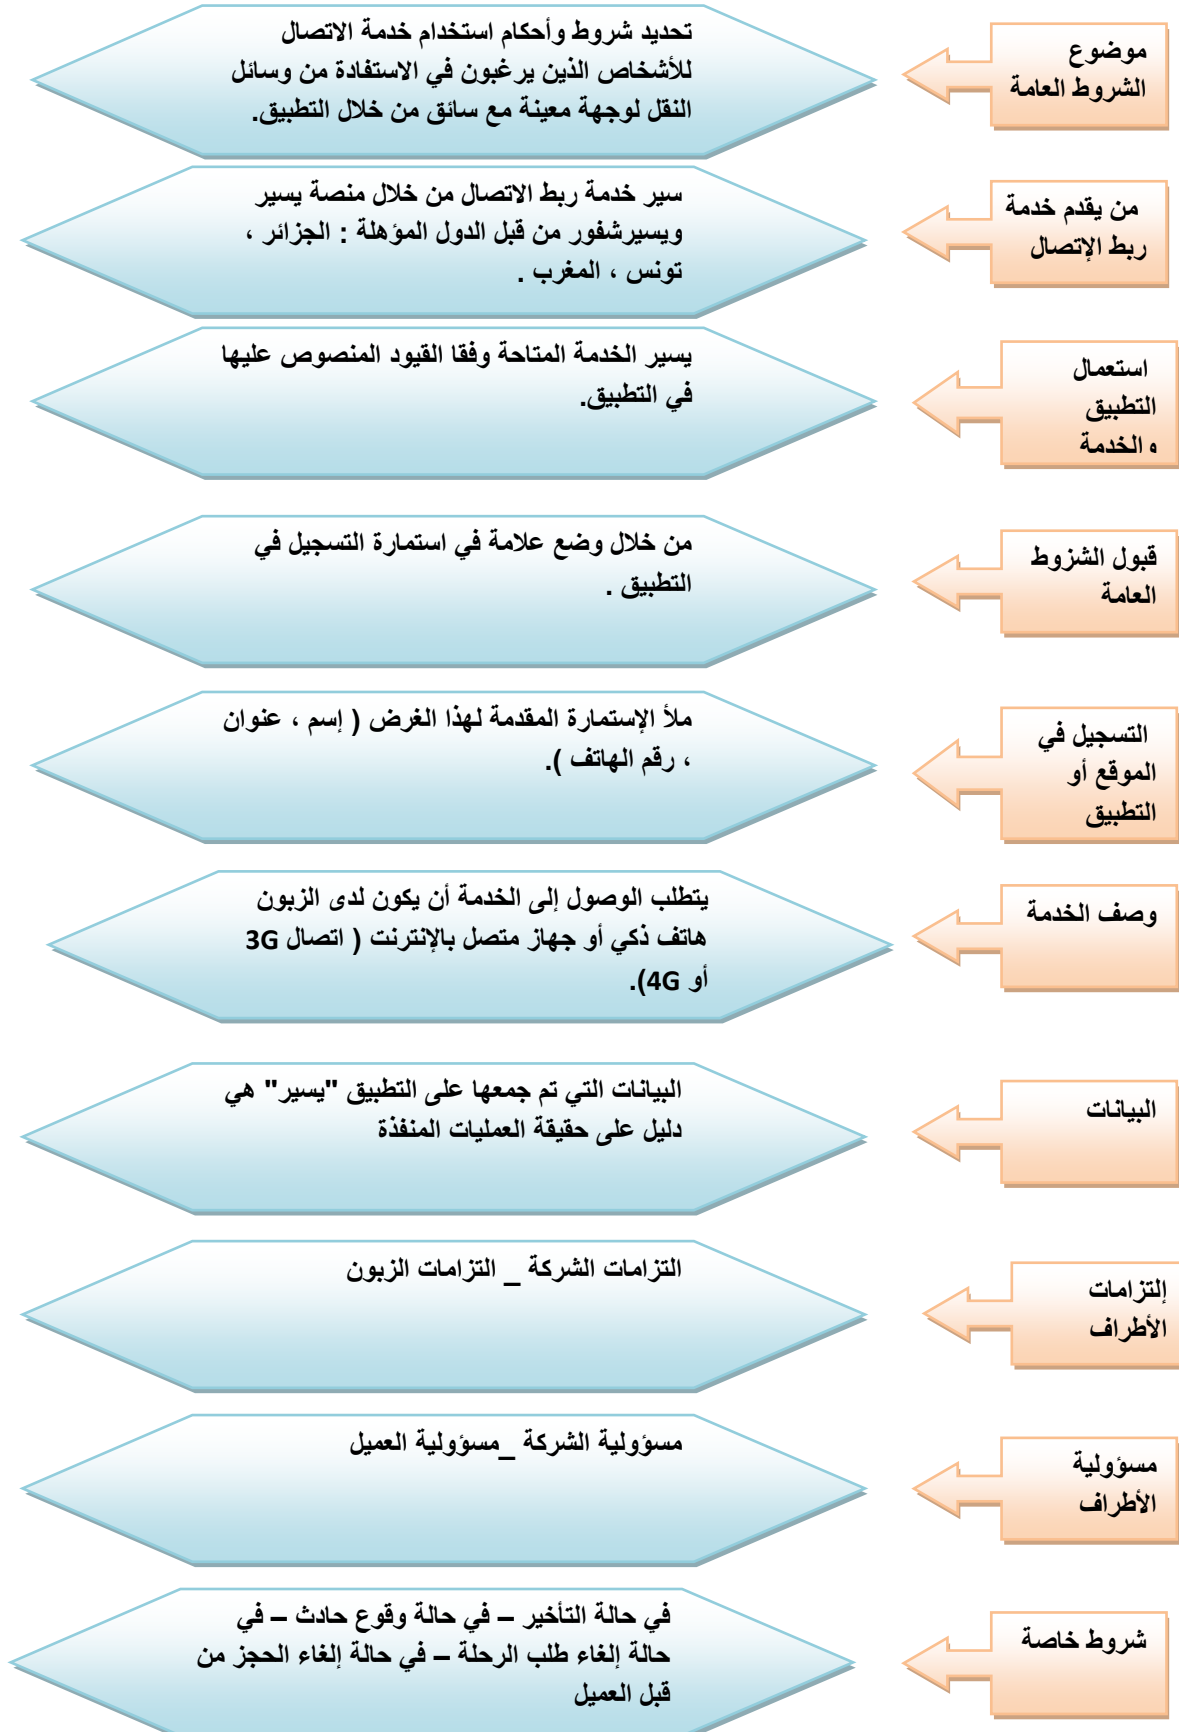 موضوع
الشروط العامة
تحديد شروط وأحكام استخدام خدمة الاتصال
للأشخاص الذين يرغبون في الاستفادة من وسائل
النقل لوجهة معينة مع سائق من خلال التطبيق.
من يقدم خدمة
ربط الإتصال
سير خدمة ربط الاتصال من خلال منصة يسير
ويسيرشفور من قبل الدول المؤهلة : الجزائر ،
تونس ، المغرب .
استعمال
التطبيق
والخدمة
يسير الخدمة المتاحة وفقا القيود المنصوص عليها
في التطبيق.
قبول الشزوط
العامة
من خلال وضع علامة في استمارة التسجيل في
التطبيق .
التسجيل في
الموقع أو
التطبيق
ملأ الإستمارة المقدمة لهذا الغرض ( إسم ، عنوان
، رقم الهاتف ).
وصف الخدمة
يتطلب الوصول إلى الخدمة أن يكون لدى الزبون
هاتف ذكي أو جهاز متصل بالإنترنت ( اتصال 3G
أو 4G).
البيانات
البيانات التي تم جمعها على التطبيق "يسير" هي
دليل على حقيقة العمليات المنفذة
إلتزامات
الأطراف
التزامات الشركة _ التزامات الزبون
مسؤولية
الأطراف
مسؤولية الشركة _مسؤولية العميل
شروط خاصة
في حالة التأخير – في حالة وقوع حادث – في
حالة إلغاء طلب الرحلة – في حالة إلغاء الحجز من
قبل العميل